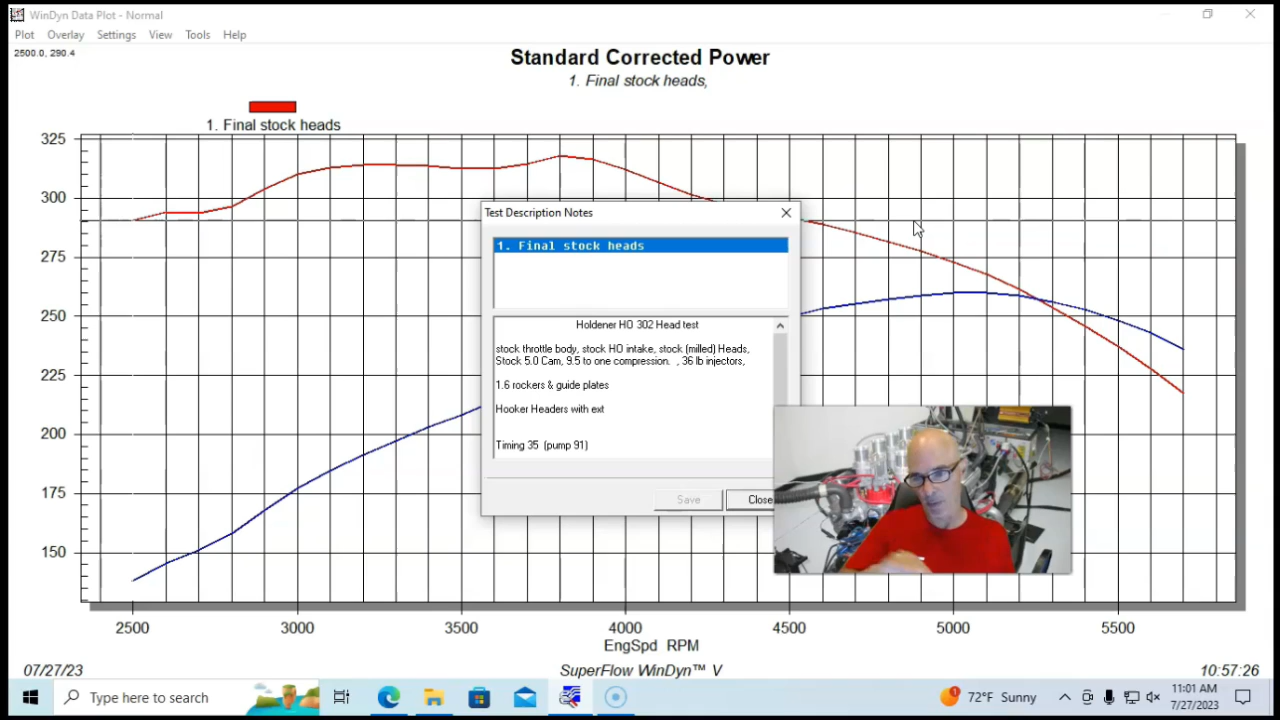 WinDyn Data Plot - Normal
Plot Overlay Settings View Tools Help
2500.0, 290.4
Standard Corrected Power
1. Final stock heads,
1. Final stock heads
325
300
275
250
225
200
175
150
Test Description Notes
1. Final stock heads
Holdener HO 302 Head test
stock throttle body, stock HO intake, stock (milled) Heads,
Stock 5.0 Cam, 9.5 to one compression. , 36 lb injectors,
1.6 rockers & guide plates
Hooker Headers with ext
Timing 35 (pump 91)
Save Close
2500 3000 3500 4000 4500 5000 5500
EngSpd RPM
07/27/23 SuperFlow WinDyn™ V 10:57:26
Type here to search
1 72°F Sunny
11:01 AM
7/27/2023